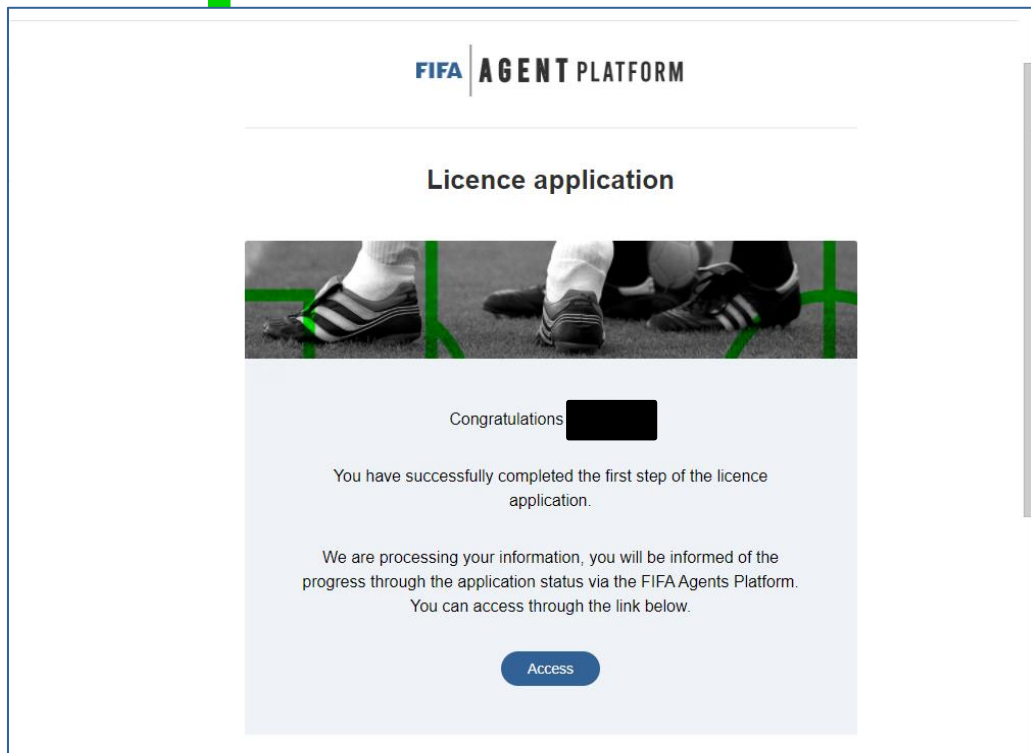 FIFA AGENT PLATFORM
Licence application
Congratulations
You have successfully completed the first step of the licence
application.
We are processing your information, you will be informed of the
progress through the application status via the FIFA Agents Platform.
You can access through the link below.
Access